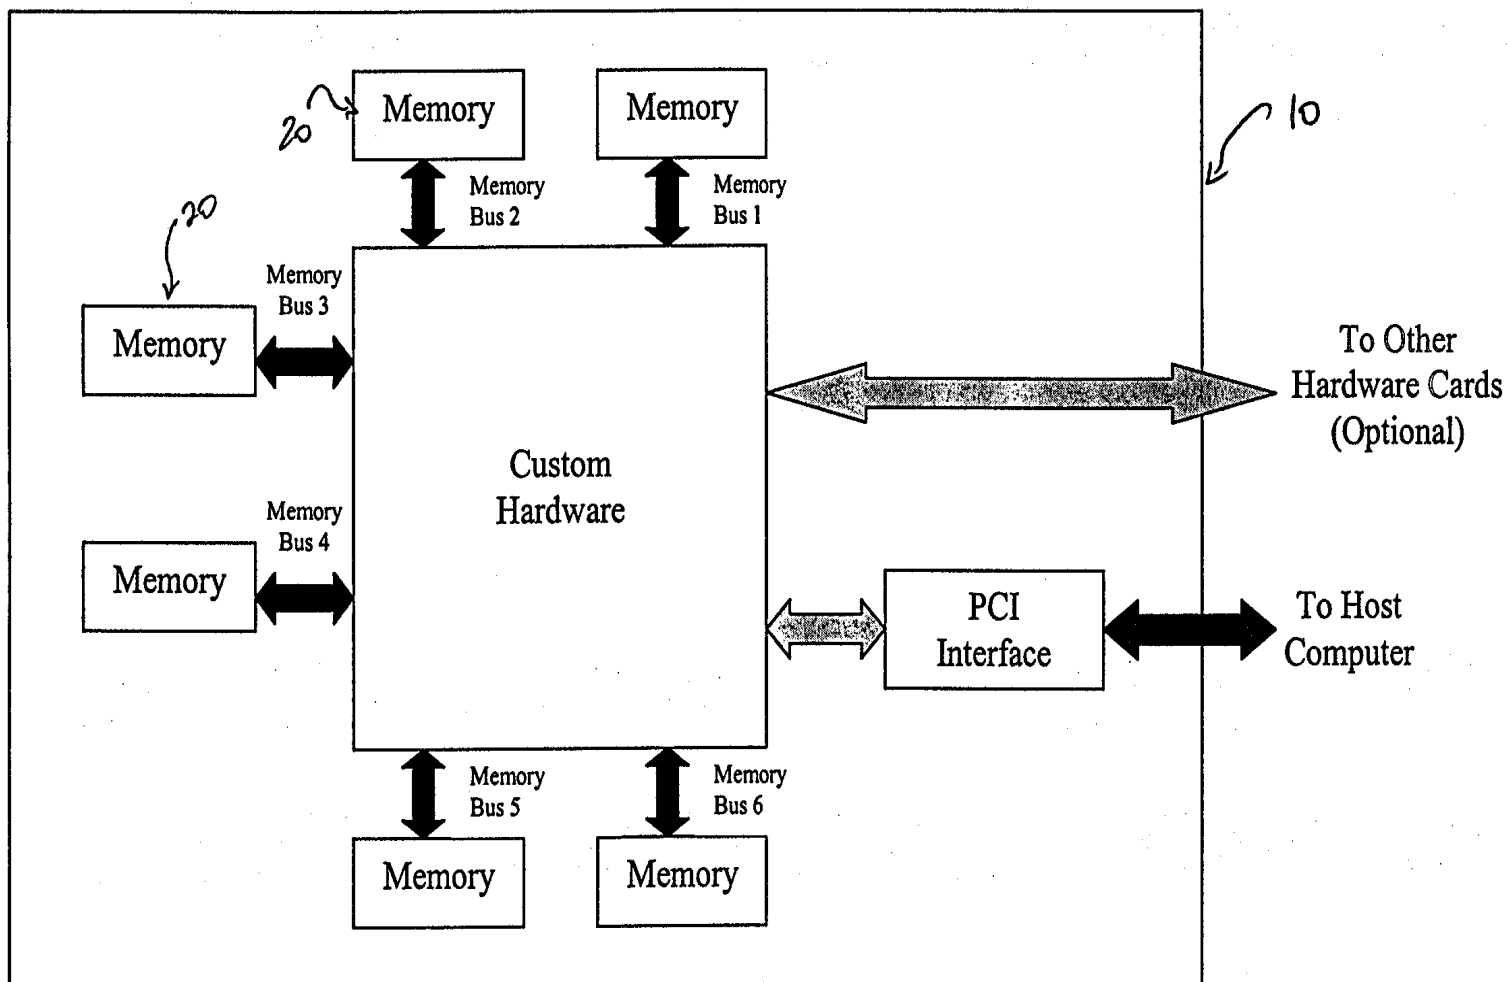 Memory
Memory
10
20
Memory
Bus 2
Memory
Bus 1
20
Memory
Bus 3
Memory
To Other
Hardware Cards
(Optional)
Custom
Hardware
Memory
Bus 4
Memory
PCI
Interface
To Host
Computer
Memory
Bus 5
Memory
Bus 6
Memory
Memory